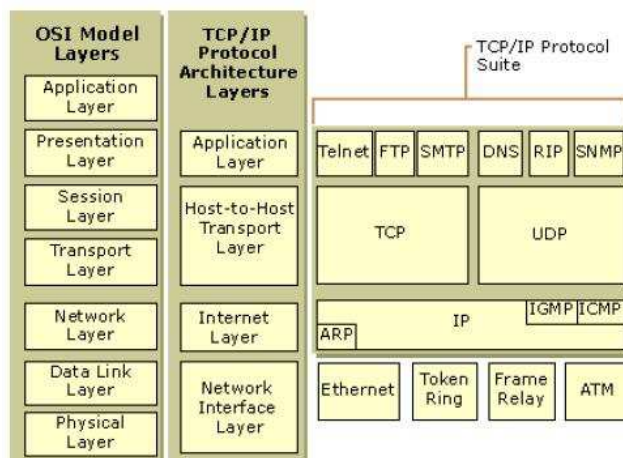 OSI Model
Layers
Application
Layer
Presentation
Layer
Session
Layer
Transport
Layer
Network
Layer
Data Link
Layer
Physical
Layer
TCP/IP
Protocol
Architecture
Layers
Application
Layer
Host-to-Host
Transport
Layer
Internet
Layer
Network
Interface
Layer
TCP/IP Protocol
Suite
Telnet FTP SMTP DNS RIP SNMP
TCP UDP
IP IGMP ICMP
ARP
Ethernet
Token
Ring
Frame
Relay
ATM